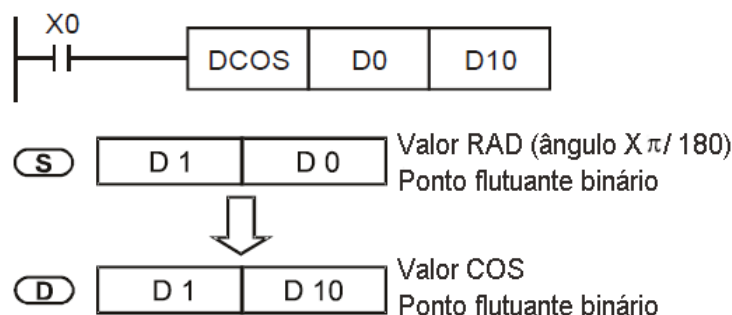 X0
DCOS D0 D10
S D 1 D 0 Valor RAD (ângulo X π/ 180)
Ponto flutuante binário
D D 1 D 10 Valor COS
Ponto flutuante binário